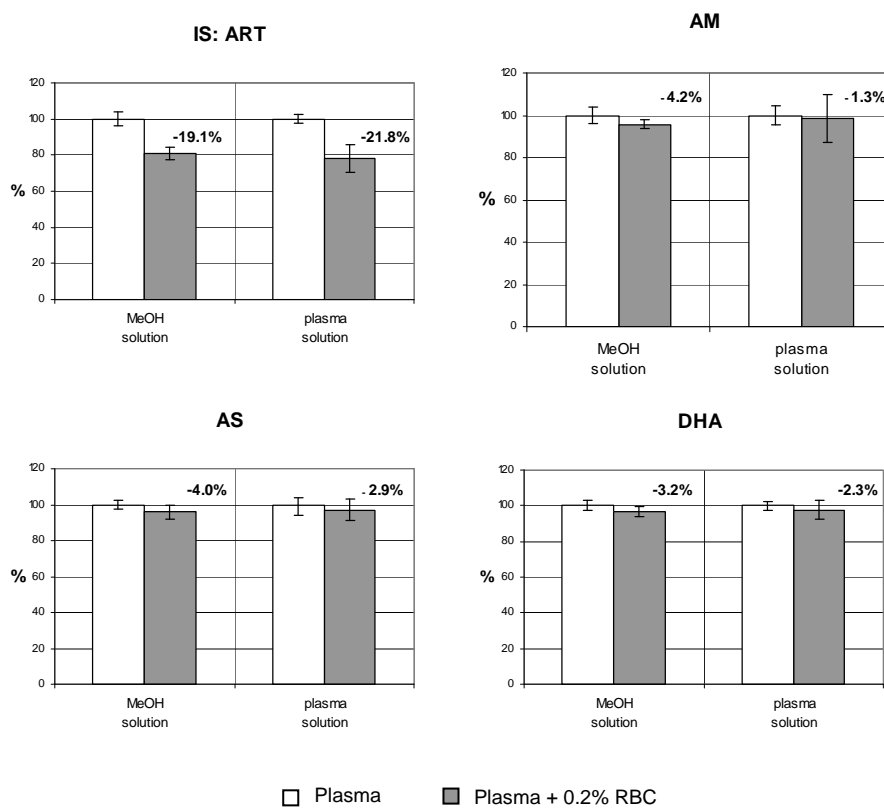 IS: ART
120
100
80
60
40
20
0
%
-19.1%
-21.8%
MeOH
solution
plasma
solution
AM
120
100
80
60
40
20
0
%
- 4.2%
- 1.3%
MeOH
solution
plasma
solution
AS
120
100
80
60
40
20
0
%
-4.0%
- 2.9%
MeOH
solution
plasma
solution
DHA
120
100
80
60
40
20
0
%
-3.2%
-2.3%
MeOH
solution
plasma
solution
Plasma
Plasma + 0.2% RBC